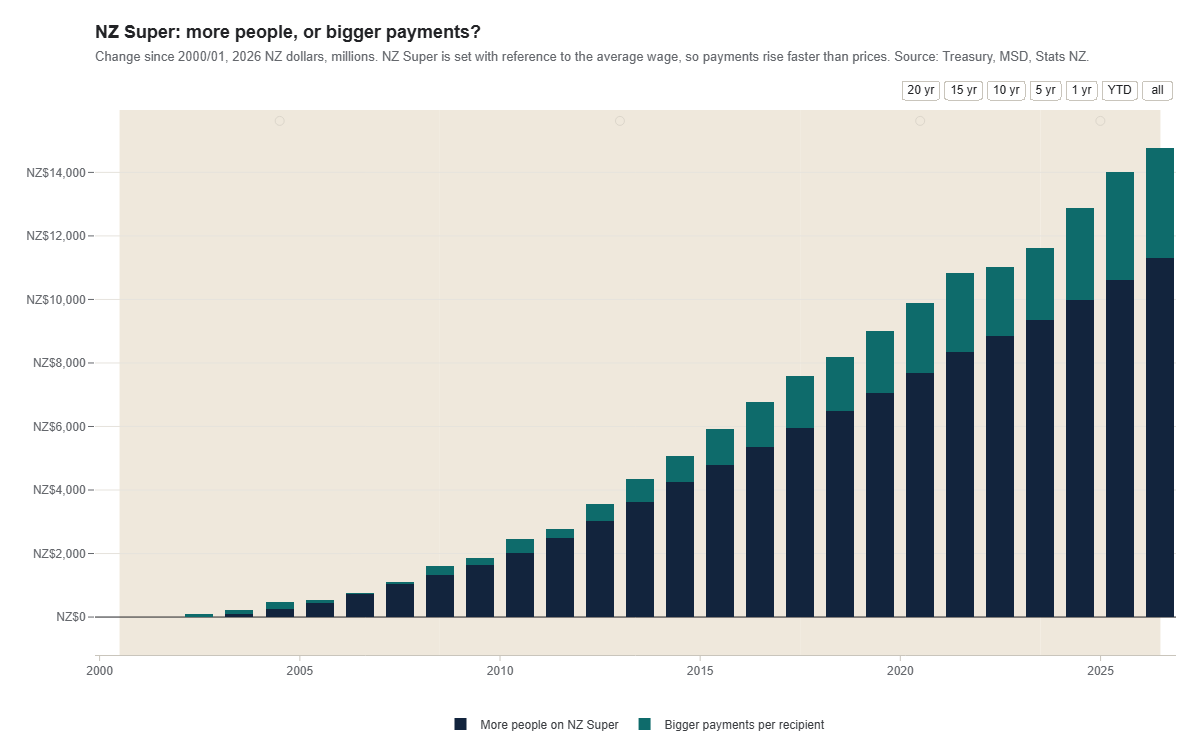 NZ Super: more people, or bigger payments?
Change since 2000/01, 2026 NZ dollars, millions. NZ Super is set with reference to the average wage, so payments rise faster than prices. Source: Treasury, MSD, Stats NZ.
20 yr 15 yr 10 yr 5 yr 1 yr YTD all
NZ$14,000
NZ$12,000
NZ$10,000
NZ$8,000
NZ$6,000
NZ$4,000
NZ$2,000
NZ$0
2000 2005 2010 2015 2020 2025
More people on NZ Super Bigger payments per recipient